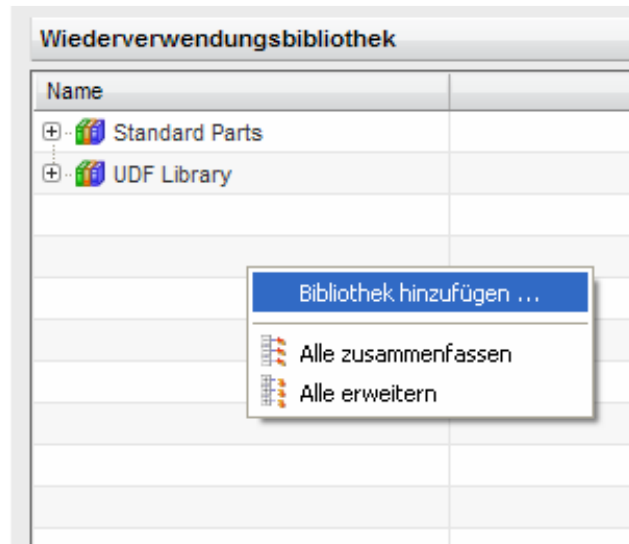 Wiederverwendungsbibliothek
Name
Standard Parts
UDF Library
Bibliothek hinzufügen ...
Alle zusammenfassen
Alle erweitern